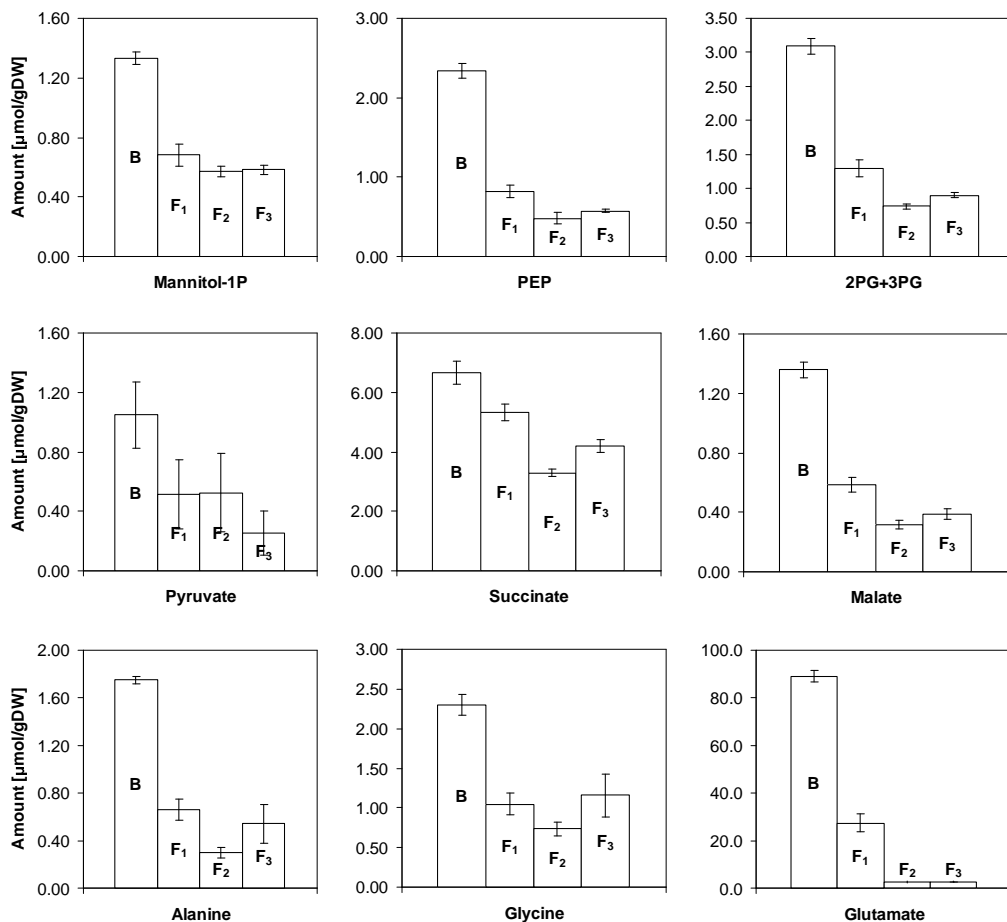 Amount [µmol/gDW]
1.60
1.20
0.80
0.40
0.00
B
F₁
F₂
F₃
Mannitol-1P
3.00
2.00
1.00
0.00
B
F₁
F₂
F₃
PEP
3.50
3.00
2.50
2.00
1.50
1.00
0.50
0.00
B
F₁
F₂
F₃
2PG+3PG
Amount [µmol/gDW]
1.60
1.20
0.80
0.40
0.00
B
F₁
F₂
F₃
Pyruvate
8.00
6.00
4.00
2.00
0.00
B
F₁
F₂
F₃
Succinate
1.60
1.20
0.80
0.40
0.00
B
F₁
F₂
F₃
Malate
Amount [µmol/gDW]
2.00
1.60
1.20
0.80
0.40
0.00
B
F₁
F₂
F₃
Alanine
3.00
2.50
2.00
1.50
1.00
0.50
0.00
B
F₁
F₂
F₃
Glycine
100.0
80.0
60.0
40.0
20.0
0.0
B
F₁
F₂
F₃
Glutamate